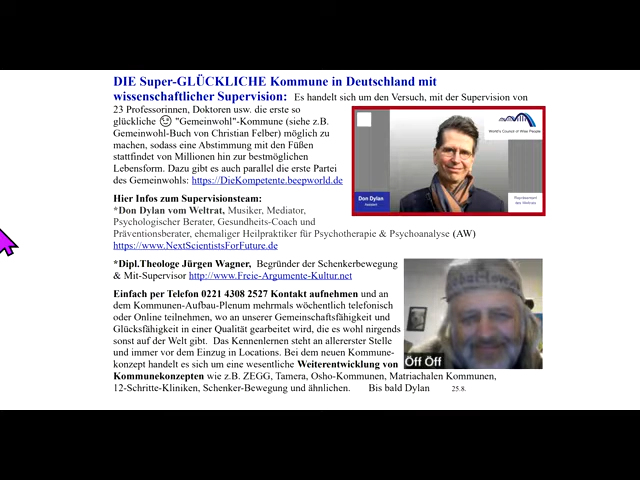 DIE Super-GLÜCKLICHE Kommune in Deutschland mit
wissenschaftlicher Supervision: Es handelt sich um den Versuch, mit der Supervision von
23 Professorinnen, Doktoren usw. die erste so
glückliche 😉 "Gemeinwohl"-Kommune (siehe z.B.
Gemeinwohl-Buch von Christian Felber) möglich zu
machen, sodass eine Abstimmung mit den Füßen
stattfindet von Millionen hin zur bestmöglichen
Lebensform. Dazu gibt es auch parallel die erste Partei
des Gemeinwohls: https://DieKompetente.becpworld.de
World's Council of Wise People
Don Dylan
Hier Infos zum Supervisionsteam:
*Don Dylan vom Weltrat, Musiker, Mediator,
Psychologischer Berater, Gesundheits-Coach und
Präventionsberater, ehemaliger Heilpraktiker für Psychotherapie & Psychoanalyse (AW)
https://www.NextScientistsForFuture.de
*Dipl.Theologe Jürgen Wagner, Begründer der Schenkerbewegung
& Mit-Supervisor http://www.Freie-Argumente-Kultur.net
Einfach per Telefon 0221 4308 2527 Kontakt aufnehmen und an
dem Kommunen-Aufbau-Plenum mehrmals wöchentlich telefonisch
oder Online teilnehmen, wo an unserer Gemeinschaftsfähigkeit und
Glücksfähigkeit in einer Qualität gearbeitet wird, die es wohl nirgends
sonst auf der Welt gibt. Das Kennenlernen steht an allererster Stelle
und immer vor dem Einzug in Locations. Bei dem neuen Kommune-
konzept handelt es sich um eine wesentliche Weiterentwicklung von
Kommunekonzepten wie z.B. ZEGG, Tamera, Osho-Kommunen, Matriachalen Kommunen,
12-Schritte-Kliniken, Schenker-Bewegung und ähnlichen. Bis bald Dylan 25.8.
Öff Öff